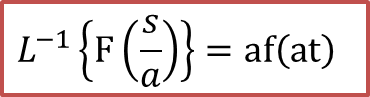 L⁻¹{F(s/a)} = af(at)